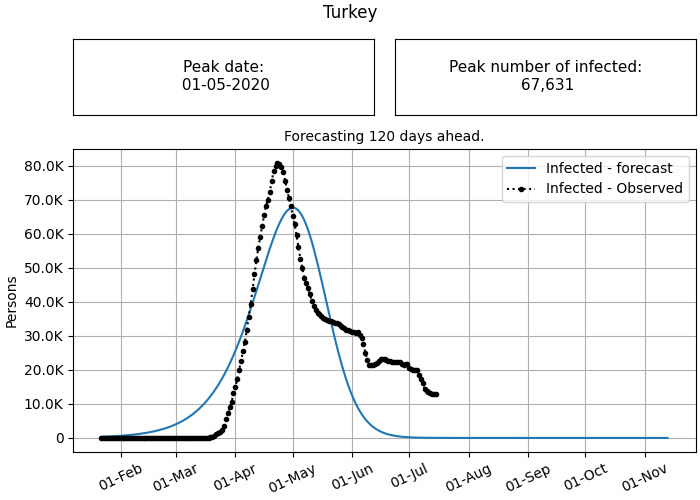 Turkey
Peak date:
01-05-2020
Peak number of infected:
67,631
Forecasting 120 days ahead.
Infected - forecast
Infected - Observed
80.0K
70.0K
60.0K
50.0K
40.0K
30.0K
20.0K
10.0K
0
Persons
01-Feb
01-Mar
01-Apr
01-May
01-Jun
01-Jul
01-Aug
01-Sep
01-Oct
01-Nov